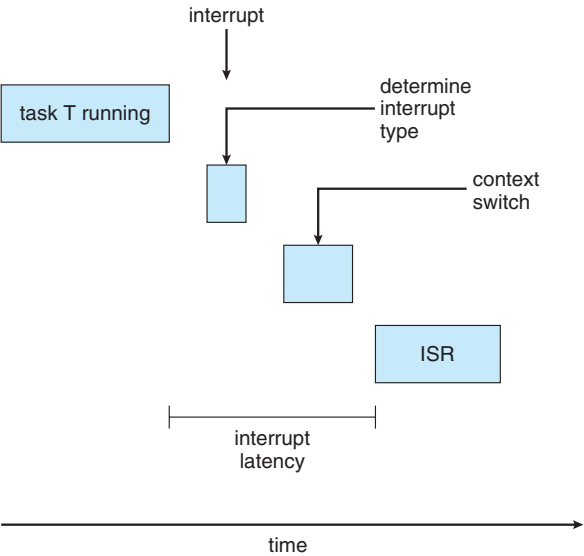 interrupt
task T running
determine
interrupt
type
context
switch
ISR
interrupt
latency
time